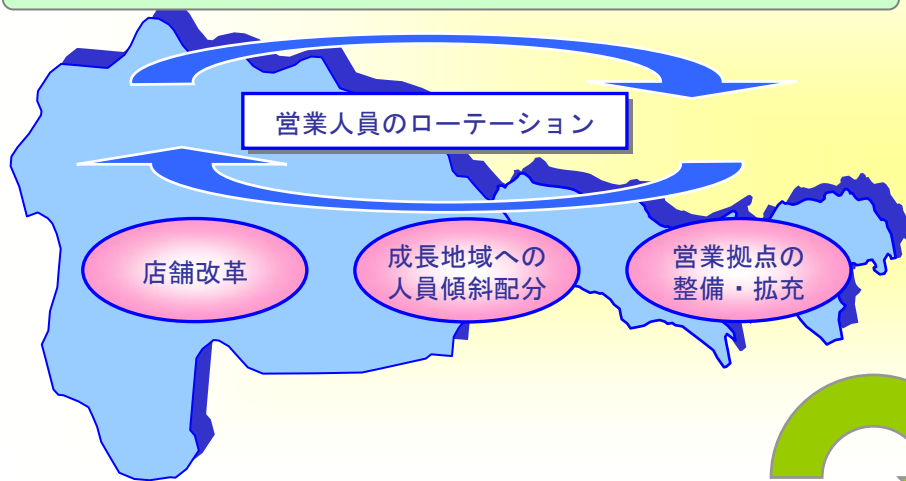 営業人員のローテーション
店舗改革
成長地域への
人員傾斜配分
営業拠点の
整備・拡充